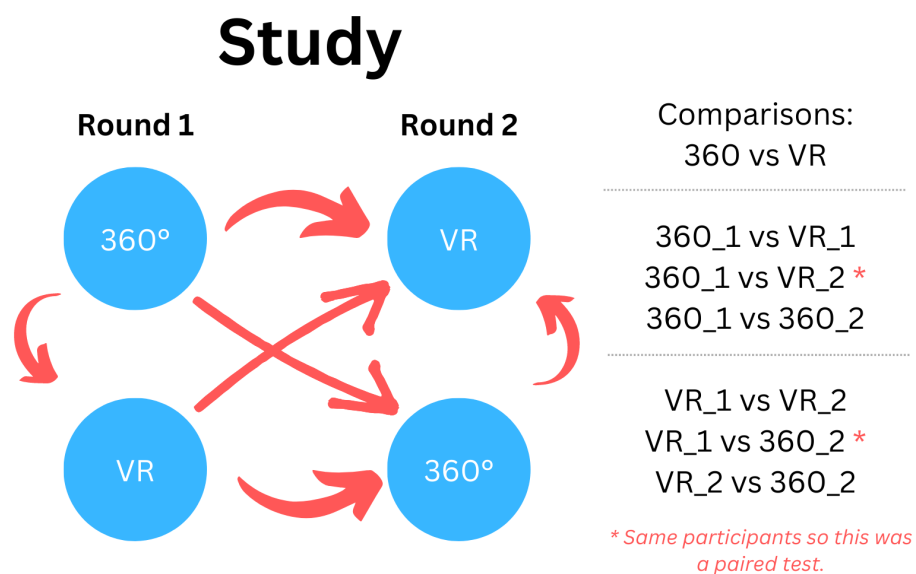 Study
Round 1
Round 2
360°
VR
VR
360°
Comparisons:
360 vs VR
360_1 vs VR_1
360_1 vs VR_2 *
360_1 vs 360_2
VR_1 vs VR_2
VR_1 vs 360_2 *
VR_2 vs 360_2
* Same participants so this was
a paired test.